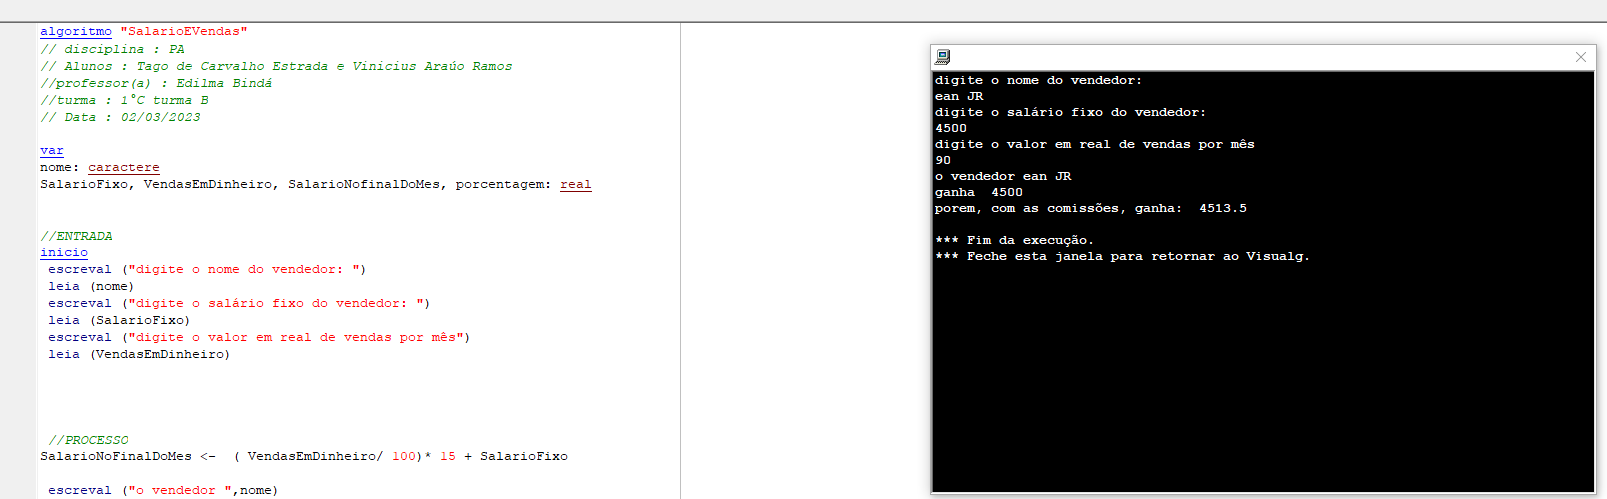 algoritmo "SalarioEVendas"
// disciplina : PA
// Alunos : Tago de Carvalho Estrada e Vinicius Araúo Ramos
//professor(a) : Edilma Bindá
//turma : 1°C turma B
// Data : 02/03/2023
var
nome: caractere
SalarioFixo, VendasEmDinheiro, SalarioNofinalDoMes, porcentagem: real
//ENTRADA
inicio
escreval ("digite o nome do vendedor: ")
leia (nome)
escreval ("digite o salário fixo do vendedor: ")
leia (SalarioFixo)
escreval ("digite o valor em real de vendas por mês")
leia (VendasEmDinheiro)
//PROCESSO
SalarioNoFinalDoMes <-  ( VendasEmDinheiro/ 100)* 15 + SalarioFixo
escreval ("o vendedor ",nome)
digite o nome do vendedor:
ean JR
digite o salário fixo do vendedor:
4500
digite o valor em real de vendas por mês
90
o vendedor ean JR
ganha  4500
porem, com as comissões, ganha:  4513.5
*** Fim da execução.
*** Feche esta janela para retornar ao Visualg.